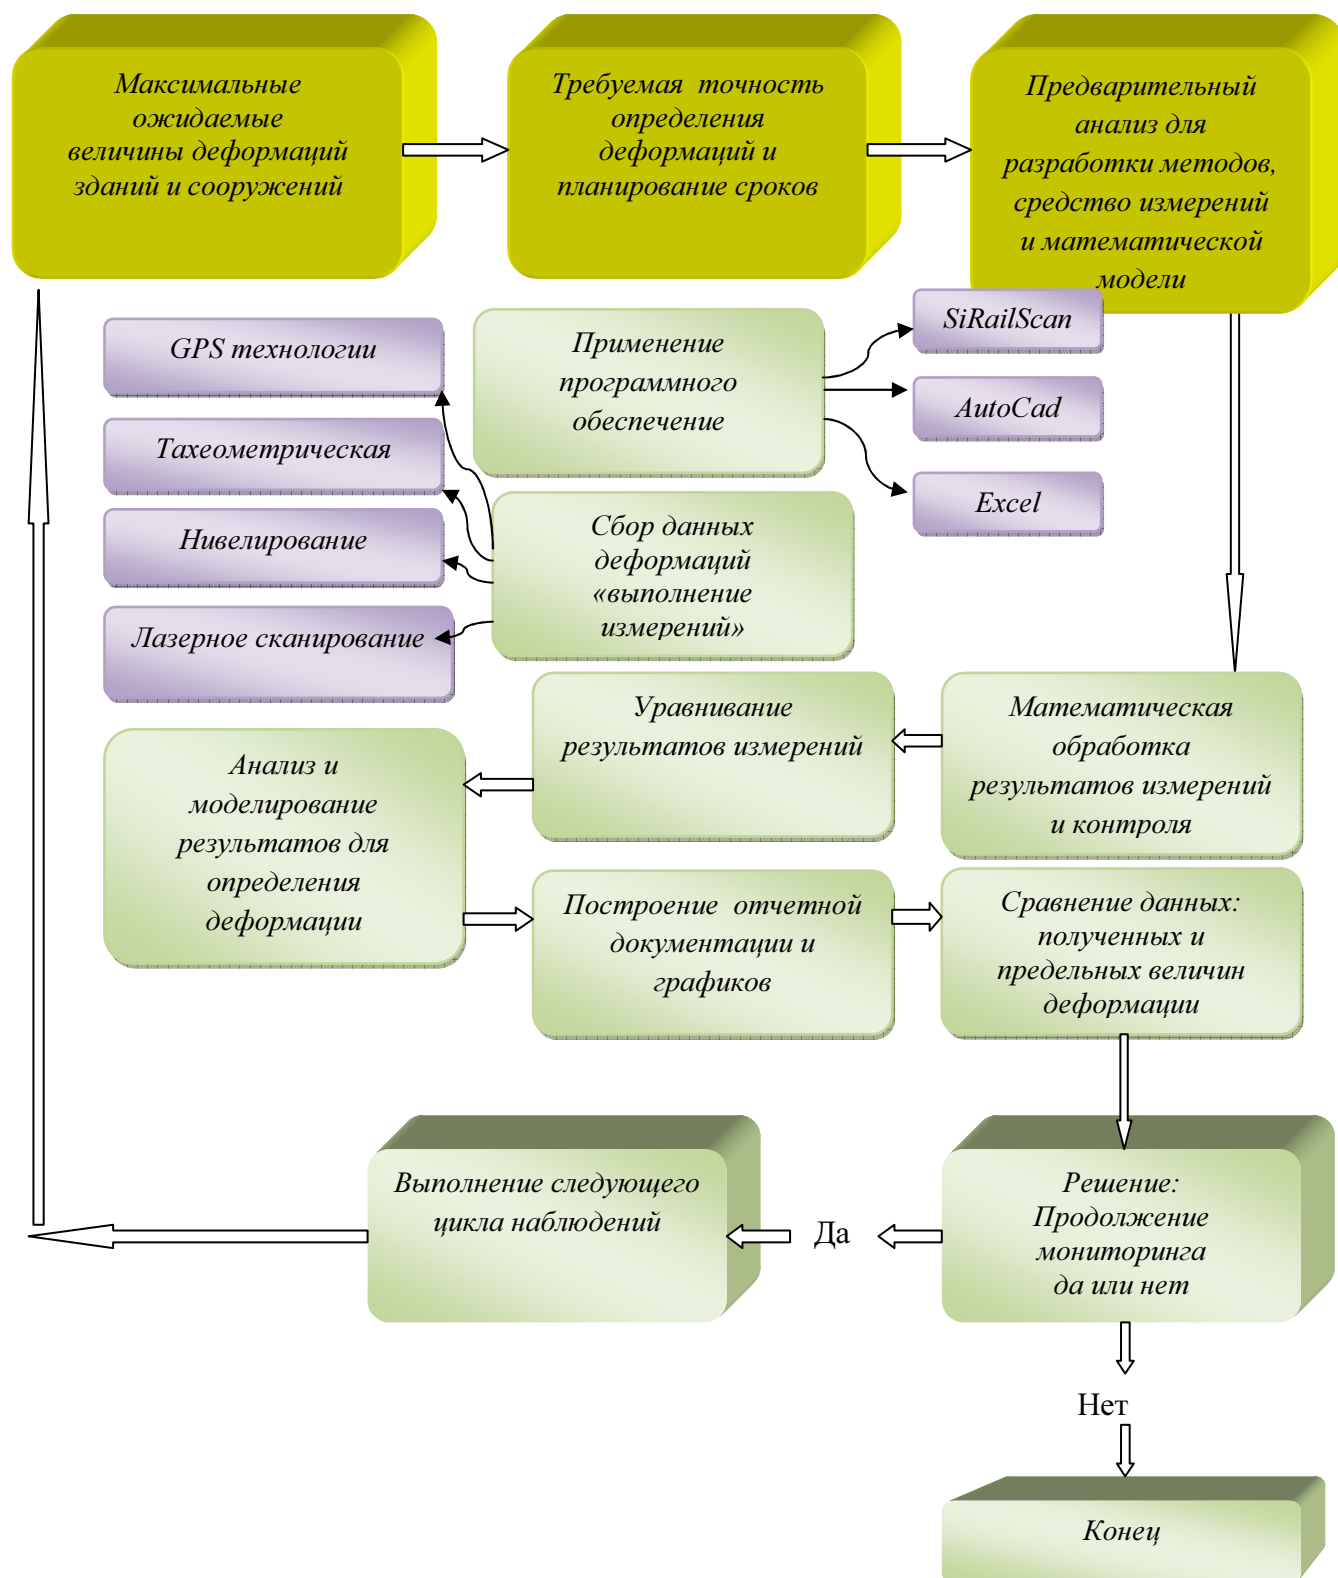 Максимальные
ожидаемые
величины деформаций
зданий и сооружений
Требуемая точность
определения
деформаций и
планирование сроков
Предварительный
анализ для
разработки методов,
средство измерений
и математической
модели
GPS технологии
Тахеометрическая
Нивелирование
Лазерное сканирование
Применение
программного
обеспечение
SiRailScan
AutoCad
Excel
Сбор данных
деформаций
«выполнение
измерений»
Математическая
обработка
результатов измерений
и контроля
Уравнивание
результатов измерений
Анализ и
моделирование
результатов для
определения
деформации
Построение отчетной
документации и
графиков
Сравнение данных:
полученных и
предельных величин
деформации
Решение:
Продолжение
мониторинга
да или нет
Да
Выполнение следующего
цикла наблюдений
Нет
Конец